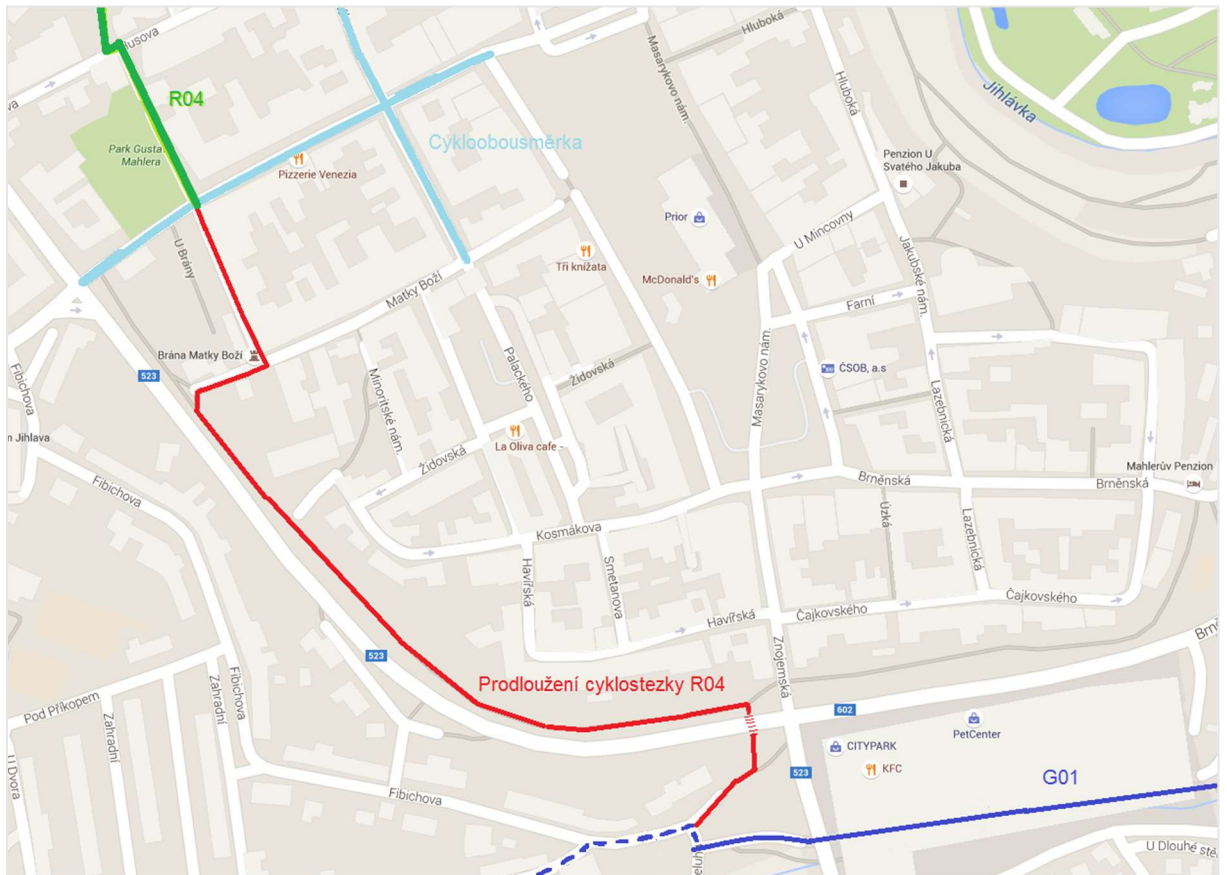 Husova
R04
Park Gustava
Mahlera
Pizzerie Venezia
Cykloobousměrka
Masarykovo nám.
Hluboká
Hluboká
Jihlávka
Penzion U
Svatého Jakuba
Prior
U Mincovny
Tři knížata
McDonald's
Jakubské nám.
U Brány
Matky Boží
Farní
Brána Matky Boží
523
Fibichova
Minoritské nám.
Palackého
Židovská
Masarykovo nám.
ČSOB, a.s
Lazebnická
Jihlava
La Oliva cafe -
Židovská
Mahlerův Penzion
Fibichova
Kosmákova
Brněnská
Brněnská
Úzká
Lazebnická
Havířská
Smetanova
Havířská
Čajkovského
Čajkovského
523
Znojemská
Prodloužení cyklostezky R04
Pod Příkopem
Zahradní
Zahradní
Fibichova
602
PetCenter
CITYPARK
KFC
523
U Dvora
Fibichova
G01
U Dlouhé stě